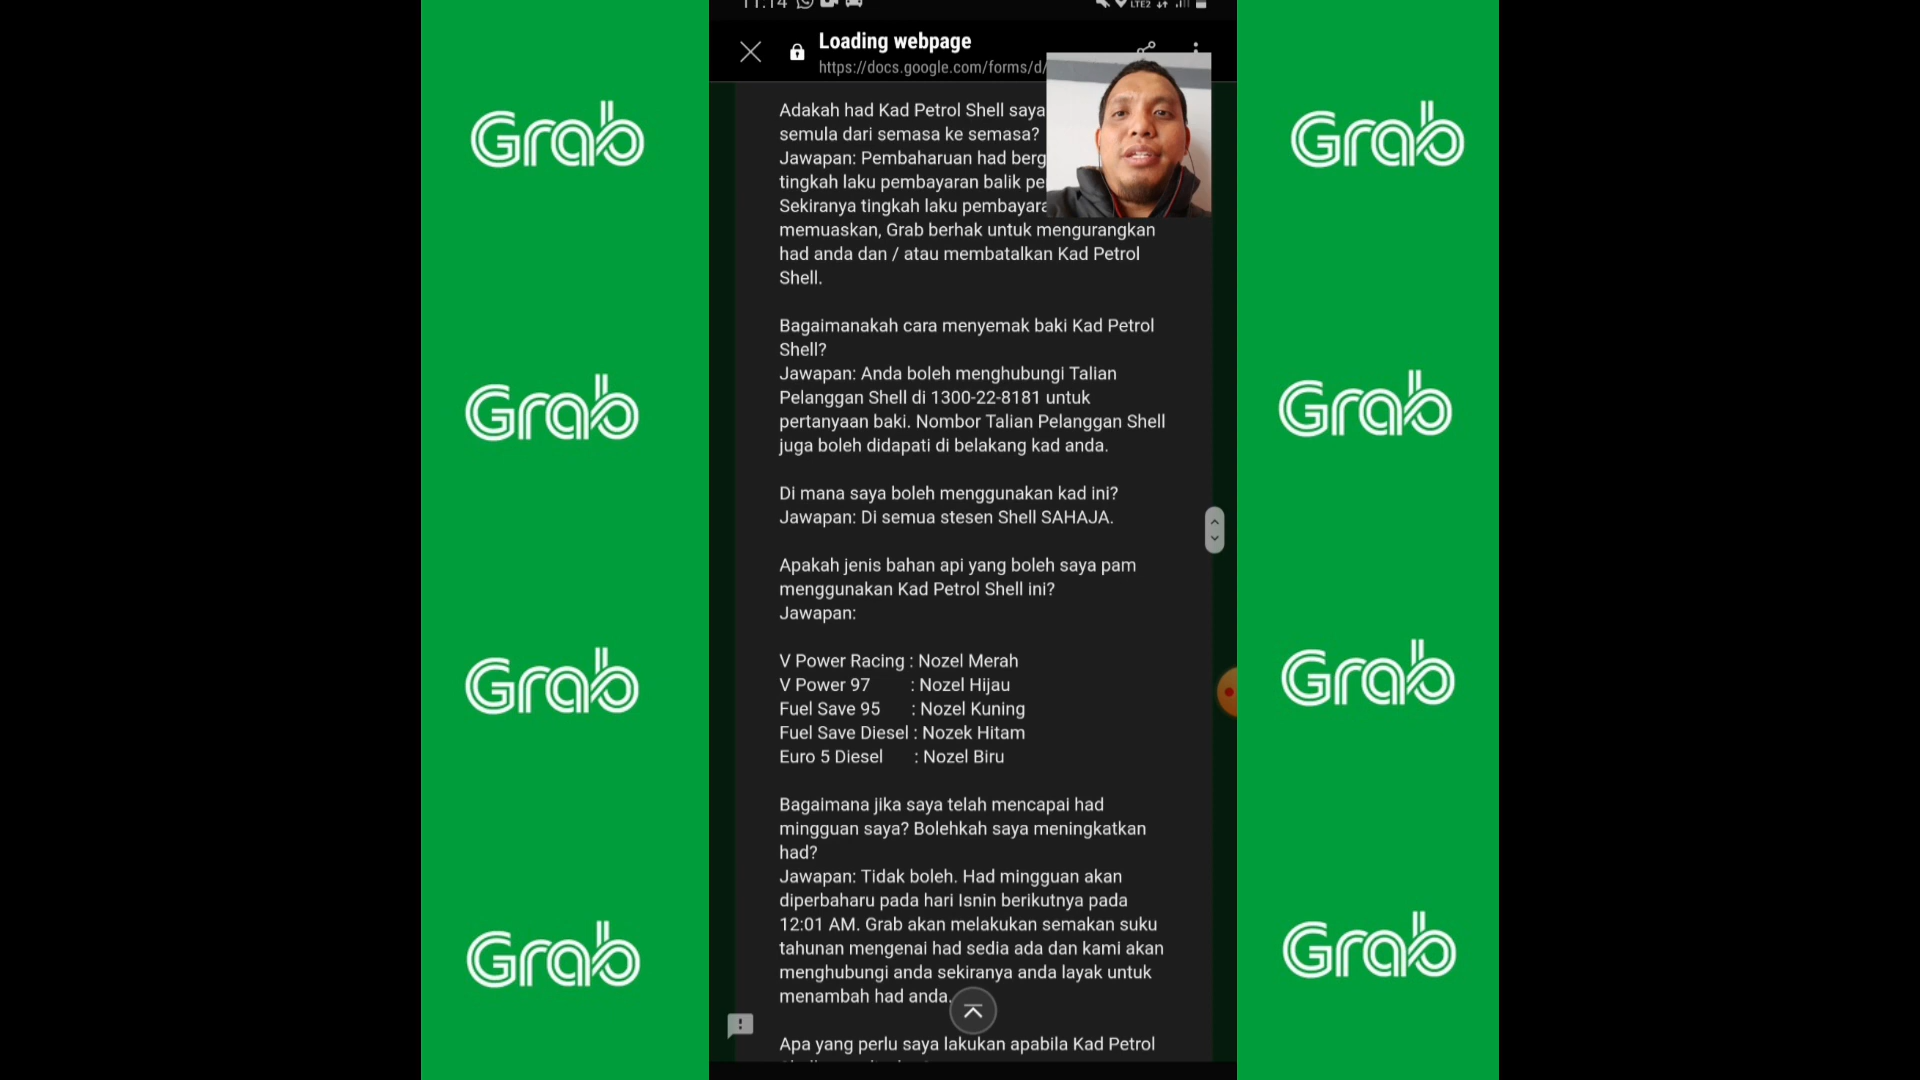 11:14
LTE2
Loading webpage
https://docs.google.com/forms/d/
Adakah had Kad Petrol Shell saya
semula dari semasa ke semasa?
Jawapan: Pembaharuan had
tingkah laku pembayaran balik
Sekiranya tingkah laku
memuaskan, Grab berhak untuk mengurangkan
had anda dan / atau membatalkan Kad Petrol
Shell.
Bagaimanakah cara menyemak baki Kad Petrol
Shell?
Jawapan: Anda boleh menghubungi Talian
Pelanggan Shell di 1300-22-8181 untuk
pertanyaan baki. Nombor Talian Pelanggan Shell
juga boleh didapati di belakang kad anda.
Di mana saya boleh menggunakan kad ini?
Jawapan: Di semua stesen Shell SAHAJA.
Apakah jenis bahan api yang boleh saya pam
menggunakan Kad Petrol Shell ini?
Jawapan:
V Power Racing : Nozel Merah
V Power 97 : Nozel Hijau
Fuel Save 95 : Nozel Kuning
Fuel Save Diesel : Nozek Hitam
Euro 5 Diesel : Nozel Biru
Bagaimana jika saya telah mencapai had
mingguan saya? Bolehkah saya meningkatkan
had?
Jawapan: Tidak boleh. Had mingguan akan
diperbaharu pada hari Isnin berikutnya pada
12:01 AM. Grab akan melakukan semakan suku
tahunan mengenai had sedia ada dan kami akan
menghubungi anda sekiranya anda layak untuk
menambah had anda.
Apa yang perlu saya lakukan apabila Kad Petrol
Grab
Grab
Grab
Grab
Grab
Grab
Grab
Grab